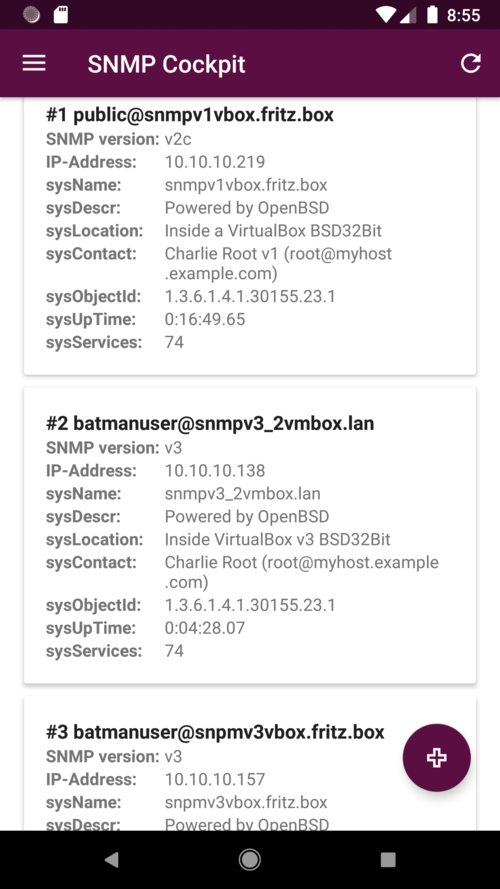 8:55
SNMP Cockpit
#1 public@snmpv1vbox.fritz.box
SNMP version: v2c
IP-Address: 10.10.10.219
sysName: snmpv1vbox.fritz.box
sysDescr: Powered by OpenBSD
sysLocation: Inside a VirtualBox BSD32Bit
sysContact: Charlie Root v1 (root@myhost
.example.com)
sysObjectId: 1.3.6.1.4.1.30155.23.1
sysUpTime: 0:16:49.65
sysServices: 74
#2 batmanuser@snmpv3_2vmbox.lan
SNMP version: v3
IP-Address: 10.10.10.138
sysName: snmpv3_2vmbox.lan
sysDescr: Powered by OpenBSD
sysLocation: Inside VirtualBox v3 BSD32Bit
sysContact: Charlie Root (root@myhost.example
.com)
sysObjectId: 1.3.6.1.4.1.30155.23.1
sysUpTime: 0:04:28.07
sysServices: 74
#3 batmanuser@snpmv3vbox.fritz.box
SNMP version: v3
IP-Address: 10.10.10.157
sysName: snpmv3vbox.fritz.box
sysDescr: Powered by OpenBSD